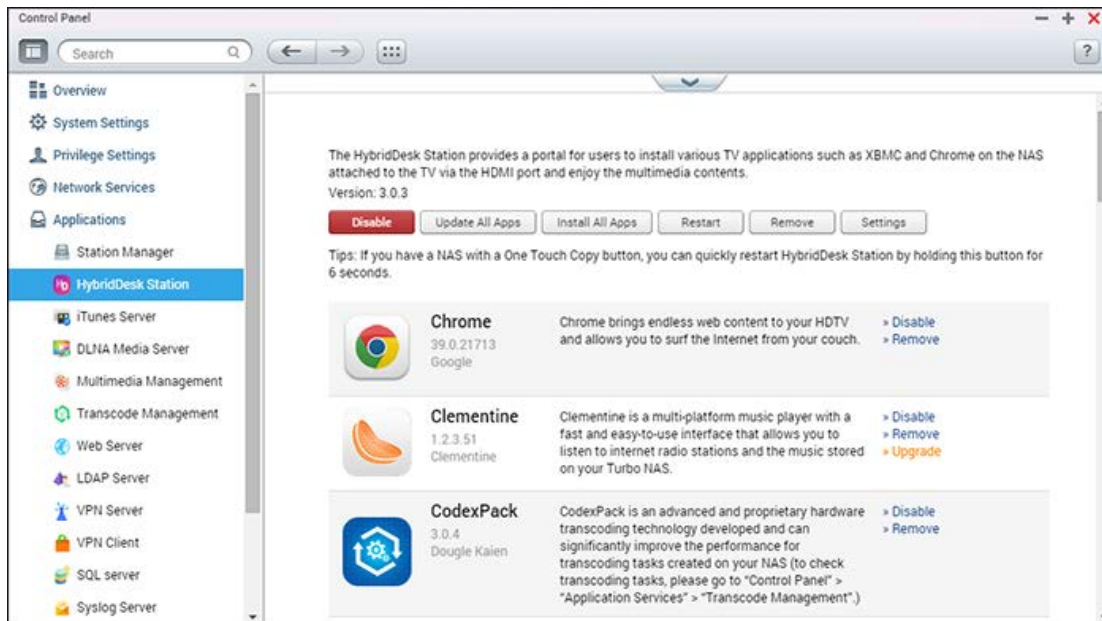 Control Panel
Search
?
Overview
System Settings
Privilege Settings
Network Services
Applications
Station Manager
HybridDesk Station
iTunes Server
DLNA Media Server
Multimedia Management
Transcode Management
Web Server
LDAP Server
VPN Server
VPN Client
SQL server
Syslog Server
The HybridDesk Station provides a portal for users to install various TV applications such as XBMC and Chrome on the NAS
attached to the TV via the HDMI port and enjoy the multimedia contents.
Version: 3.0.3
Disable Update All Apps Install All Apps Restart Remove Settings
Tips: If you have a NAS with a One Touch Copy button, you can quickly restart HybridDesk Station by holding this button for
6 seconds.
Chrome
39.0.21713
Google
Chrome brings endless web content to your HDTV
and allows you to surf the Internet from your couch.
» Disable
» Remove
Clementine
1.2.3.51
Clementine
Clementine is a multi-platform music player with a
fast and easy-to-use interface that allows you to
listen to internet radio stations and the music stored
on your Turbo NAS.
» Disable
» Remove
» Upgrade
CodexPack
3.0.4
Dougle Kaien
CodexPack is an advanced and proprietary hardware
transcoding technology developed and can
significantly improve the performance for
transcoding tasks created on your NAS (to check
transcoding tasks, please go to “Control Panel” >
“Application Services” > “Transcode Management”.)
» Disable
» Remove